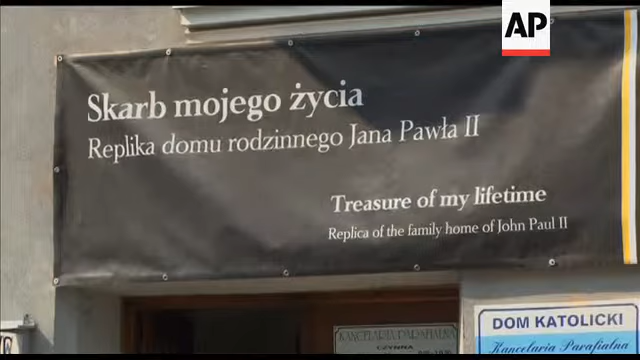 AP
Skarb mojego życia
Replika domu rodzinnego Jana Pawła II
Treasure of my lifetime
Replica of the family home of John Paul II
KANCELARIA PARAFIALNA
CZYNNA
DOM KATOLICKI
Kancelaria Parafialna